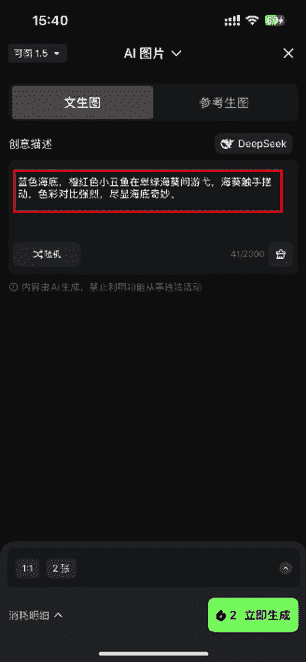 15:40
可图 1.5
AI 图片
文生图
参考生图
创意描述
DeepSeek
蓝色海底，橙红色小丑鱼在翠绿海葵间游弋，海葵触手摆
动，色彩对比强烈，尽显海底奇妙。
随机
41/2000
内容由AI生成，禁止利用功能从事违法活动
1:1
2 张
消耗明细
2 立即生成